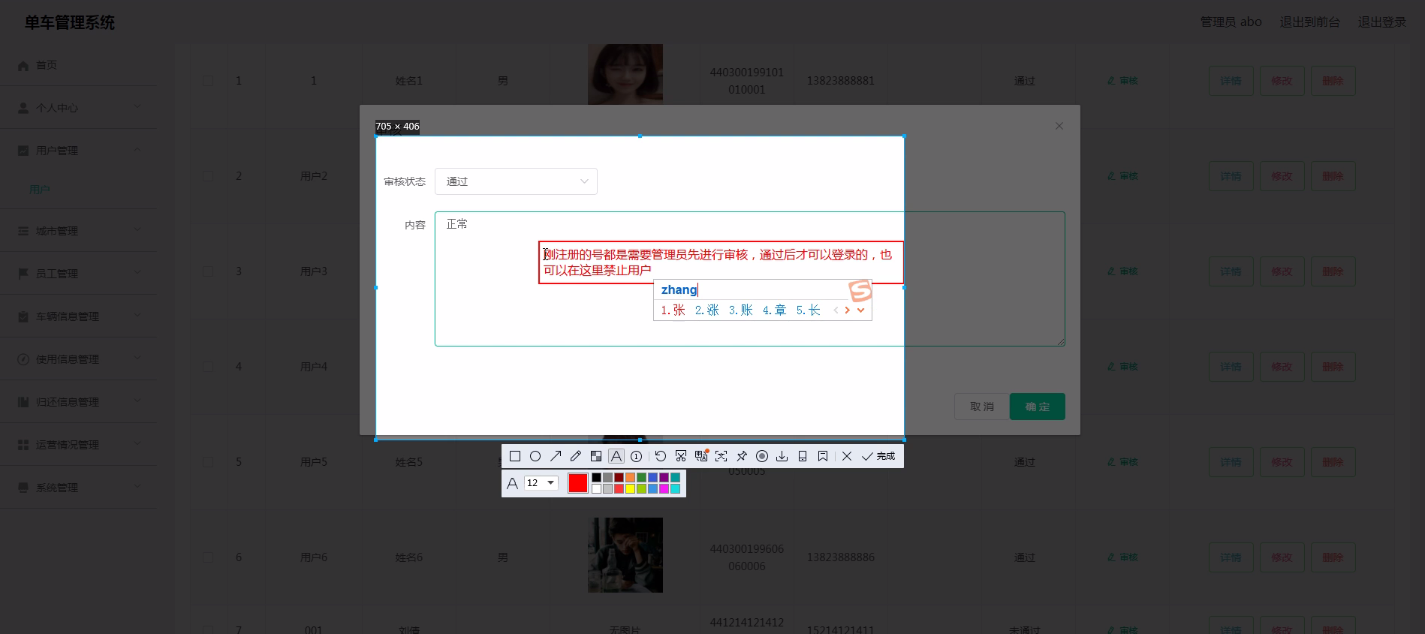 单车管理系统
管理员 abo 退出到前台 退出登录
首页
个人中心
用户管理
用户
城市管理
员工管理
车辆信息管理
使用信息管理
归还信息管理
运营情况管理
系统管理
1 1 姓名1 男 440300199101
010001 13823888881 通过 审核 详情 修改 删除
705 × 406
审核状态 通过
2 用户2 审核 详情 修改 删除
内容 正常
刚注册的号都是需要管理员先进行审核，通过后才可以登录的，也
可以在这里禁止用户
zhang
1.张 2.涨 3.账 4.章 5.长
3 用户3 审核 详情 修改 删除
4 用户4 审核 详情 修改 删除
取 消 确 定
完成
5 用户5 姓名5 050005 通过 审核 详情 修改 删除
12
6 用户6 姓名6 男 440300199606
060006 13823888886 通过 审核 详情 修改 删除
7 001 无图片 441214121412 15214121411 未通过 审核 详情 修改 删除